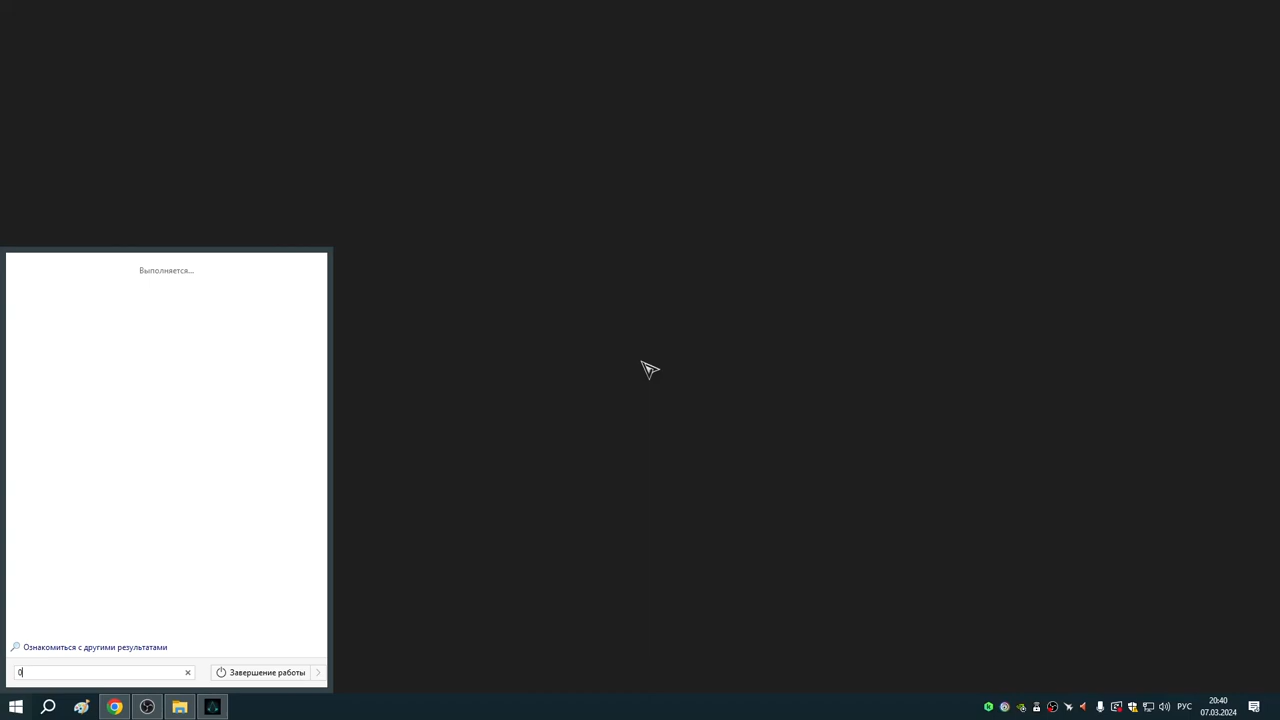 Выполняется...
Ознакомиться с другими результатами
0
Завершение работы
РУС
20:40
07.03.2024